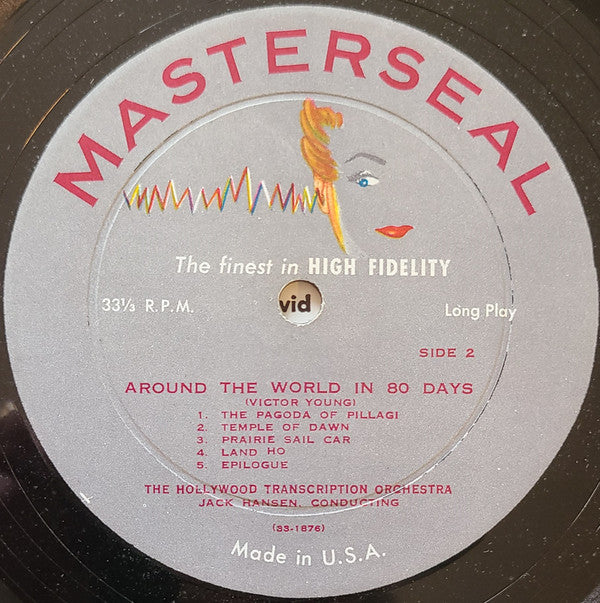 MASTERSEAL
The finest in HIGH FIDELITY
33⅓ R.P.M.
vid
Long Play
SIDE 2
AROUND THE WORLD IN 80 DAYS
(VICTOR YOUNG)
1. THE PAGODA OF PILLAGI
2. TEMPLE OF DAWN
3. PRAIRIE SAIL CAR
4. LAND HO
5. EPILOGUE
THE HOLLYWOOD TRANSCRIPTION ORCHESTRA
JACK HANSEN, CONDUCTING
(33-1876)
Made in U.S.A.